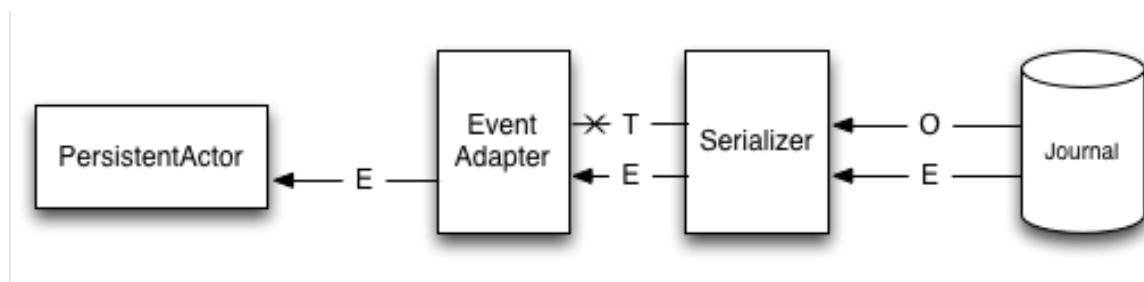 PersistentActor
E
Event
Adapter
T
E
Serializer
O
E
Journal